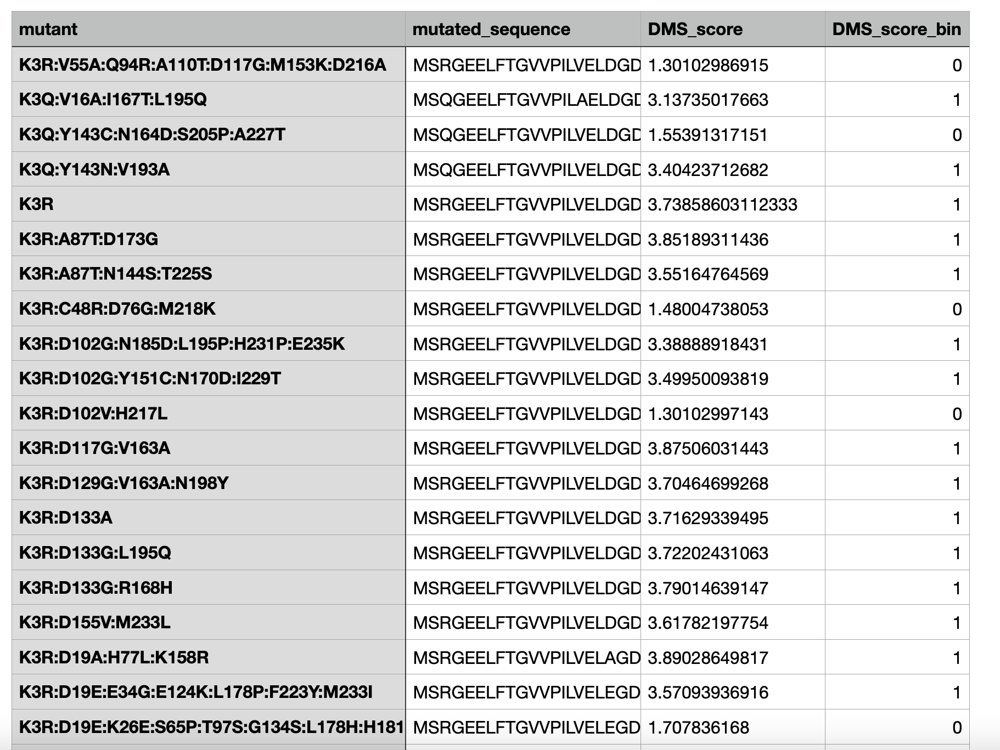 mutant mutated_sequence DMS_score DMS_score_bin
K3R:V55A:Q94R:A110T:D117G:M153K:D216A MSRGEELFTGVVPILVELDGD 1.30102986915 0
K3Q:V16A:I167T:L195Q MSQGEELFTGVVPILAELDGD 3.13735017663 1
K3Q:Y143C:N164D:S205P:A227T MSQGEELFTGVVPILVELDGD 1.55391317151 0
K3Q:Y143N:V193A MSQGEELFTGVVPILVELDGD 3.40423712682 1
K3R MSRGEELFTGVVPILVELDGD 3.73858603112333 1
K3R:A87T:D173G MSRGEELFTGVVPILVELDGD 3.85189311436 1
K3R:A87T:N144S:T225S MSRGEELFTGVVPILVELDGD 3.55164764569 1
K3R:C48R:D76G:M218K MSRGEELFTGVVPILVELDGD 1.48004738053 0
K3R:D102G:N185D:L195P:H231P:E235K MSRGEELFTGVVPILVELDGD 3.38888918431 1
K3R:D102G:Y151C:N170D:I229T MSRGEELFTGVVPILVELDGD 3.49950093819 1
K3R:D102V:H217L MSRGEELFTGVVPILVELDGD 1.30102997143 0
K3R:D117G:V163A MSRGEELFTGVVPILVELDGD 3.87506031443 1
K3R:D129G:V163A:N198Y MSRGEELFTGVVPILVELDGD 3.70464699268 1
K3R:D133A MSRGEELFTGVVPILVELDGD 3.71629339495 1
K3R:D133G:L195Q MSRGEELFTGVVPILVELDGD 3.72202431063 1
K3R:D133G:R168H MSRGEELFTGVVPILVELDGD 3.79014639147 1
K3R:D155V:M233L MSRGEELFTGVVPILVELDGD 3.61782197754 1
K3R:D19A:H77L:K158R MSRGEELFTGVVPILVELAGD 3.89028649817 1
K3R:D19E:E34G:E124K:L178P:F223Y:M233I MSRGEELFTGVVPILVELEGD 3.57093936916 1
K3R:D19E:K26E:S65P:T97S:G134S:L178H:H181 MSRGEELFTGVVPILVELEGD 1.707836168 0